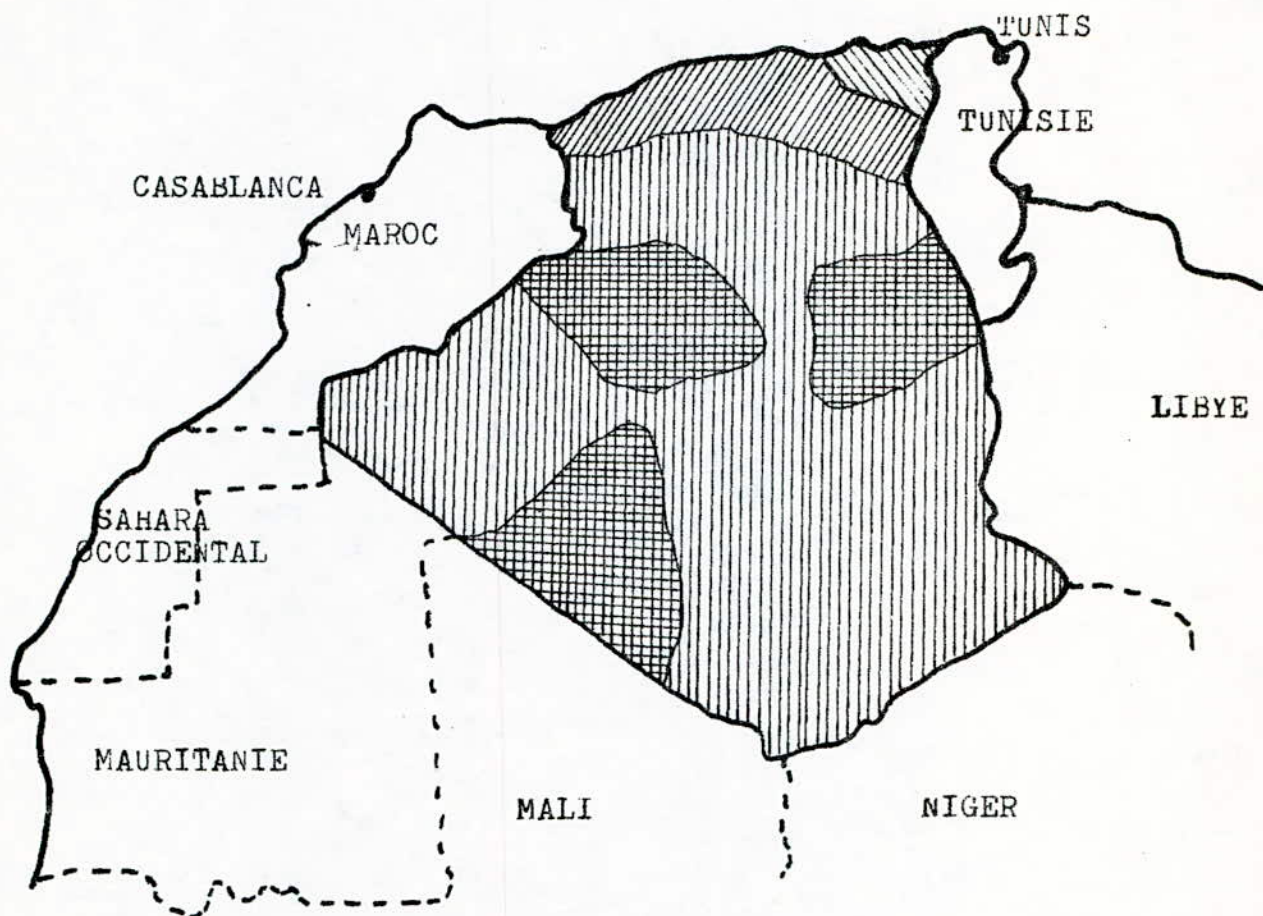 TUNIS
TUNISIE
CASABLANCA
MAROC
LIBYE
SAHARA
OCCIDENTAL
MAURITANIE
MALI
NIGER